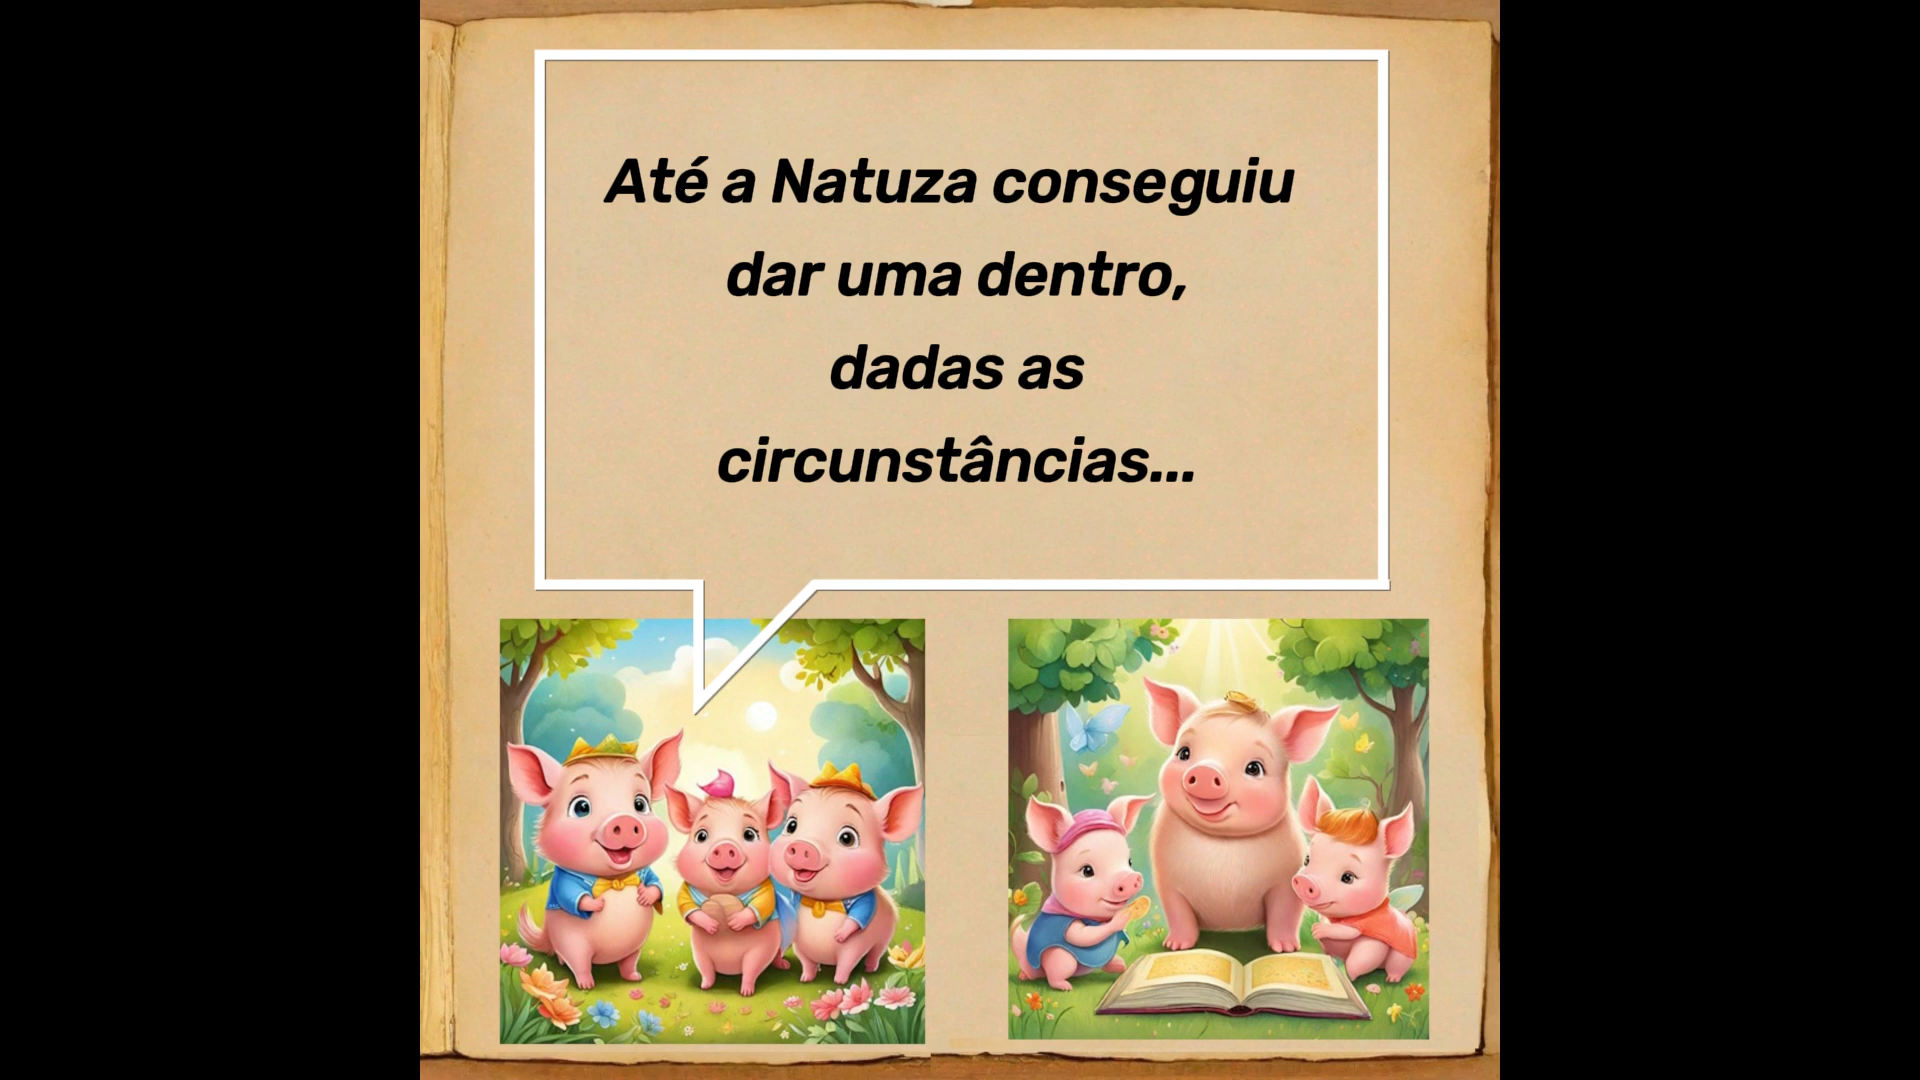 Até a Natuza conseguiu
dar uma dentro,
dadas as
circunstâncias...